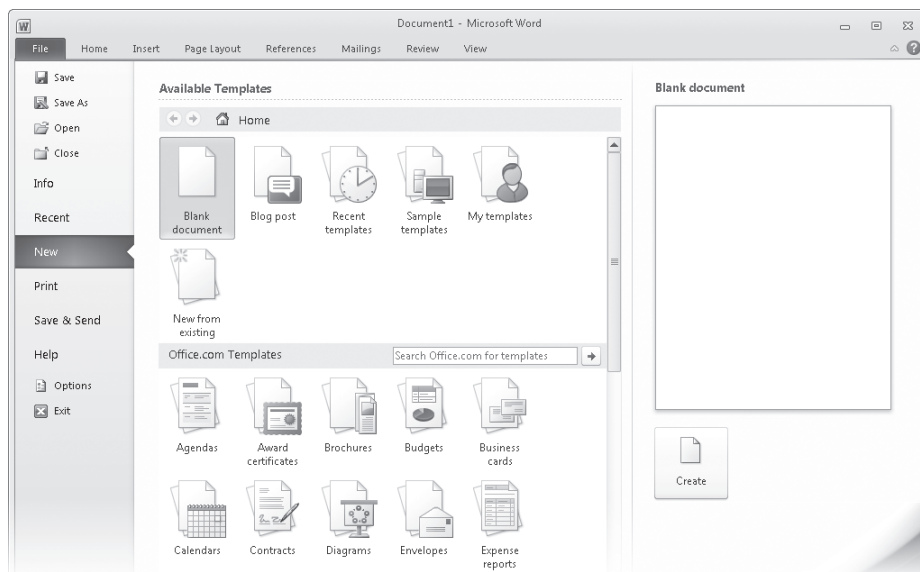 W
Document1 - Microsoft Word
File Home Insert Page Layout References Mailings Review View
Save
Save As
Open
Close
Info
Recent
New
Print
Save & Send
Help
Options
Exit
Available Templates
Home
Blank document
Blog post
Recent templates
Sample templates
My templates
New from existing
Office.com Templates
Search Office.com for templates
Agendas
Award certificates
Brochures
Budgets
Business cards
Calendars
Contracts
Diagrams
Envelopes
Expense reports
Blank document
Create